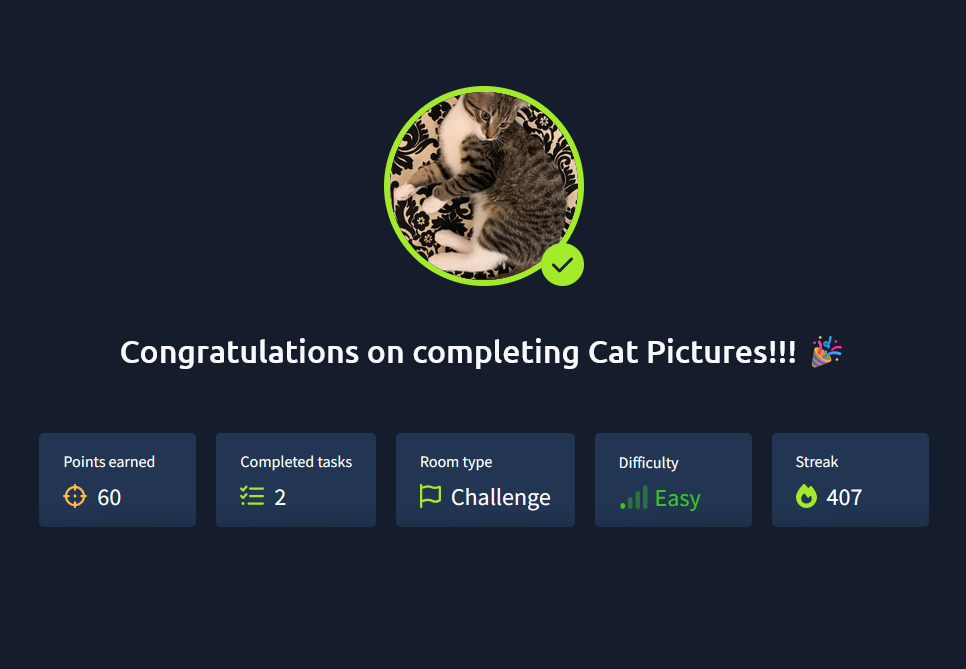 Congratulations on completing Cat Pictures!!! 🎉
Points earned
60
Completed tasks
2
Room type
Challenge
Difficulty
Easy
Streak
407